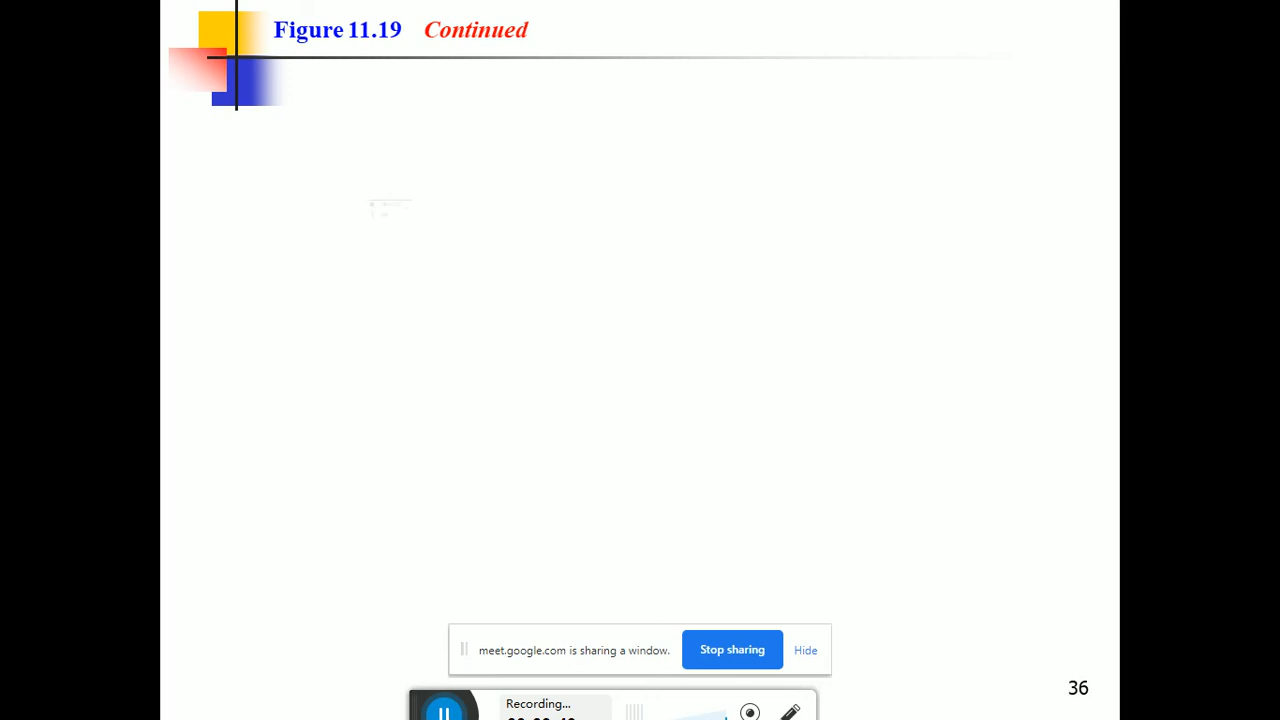 Figure 11.19 Continued
meet.google.com is sharing a window. Stop sharing Hide
36
Recording...